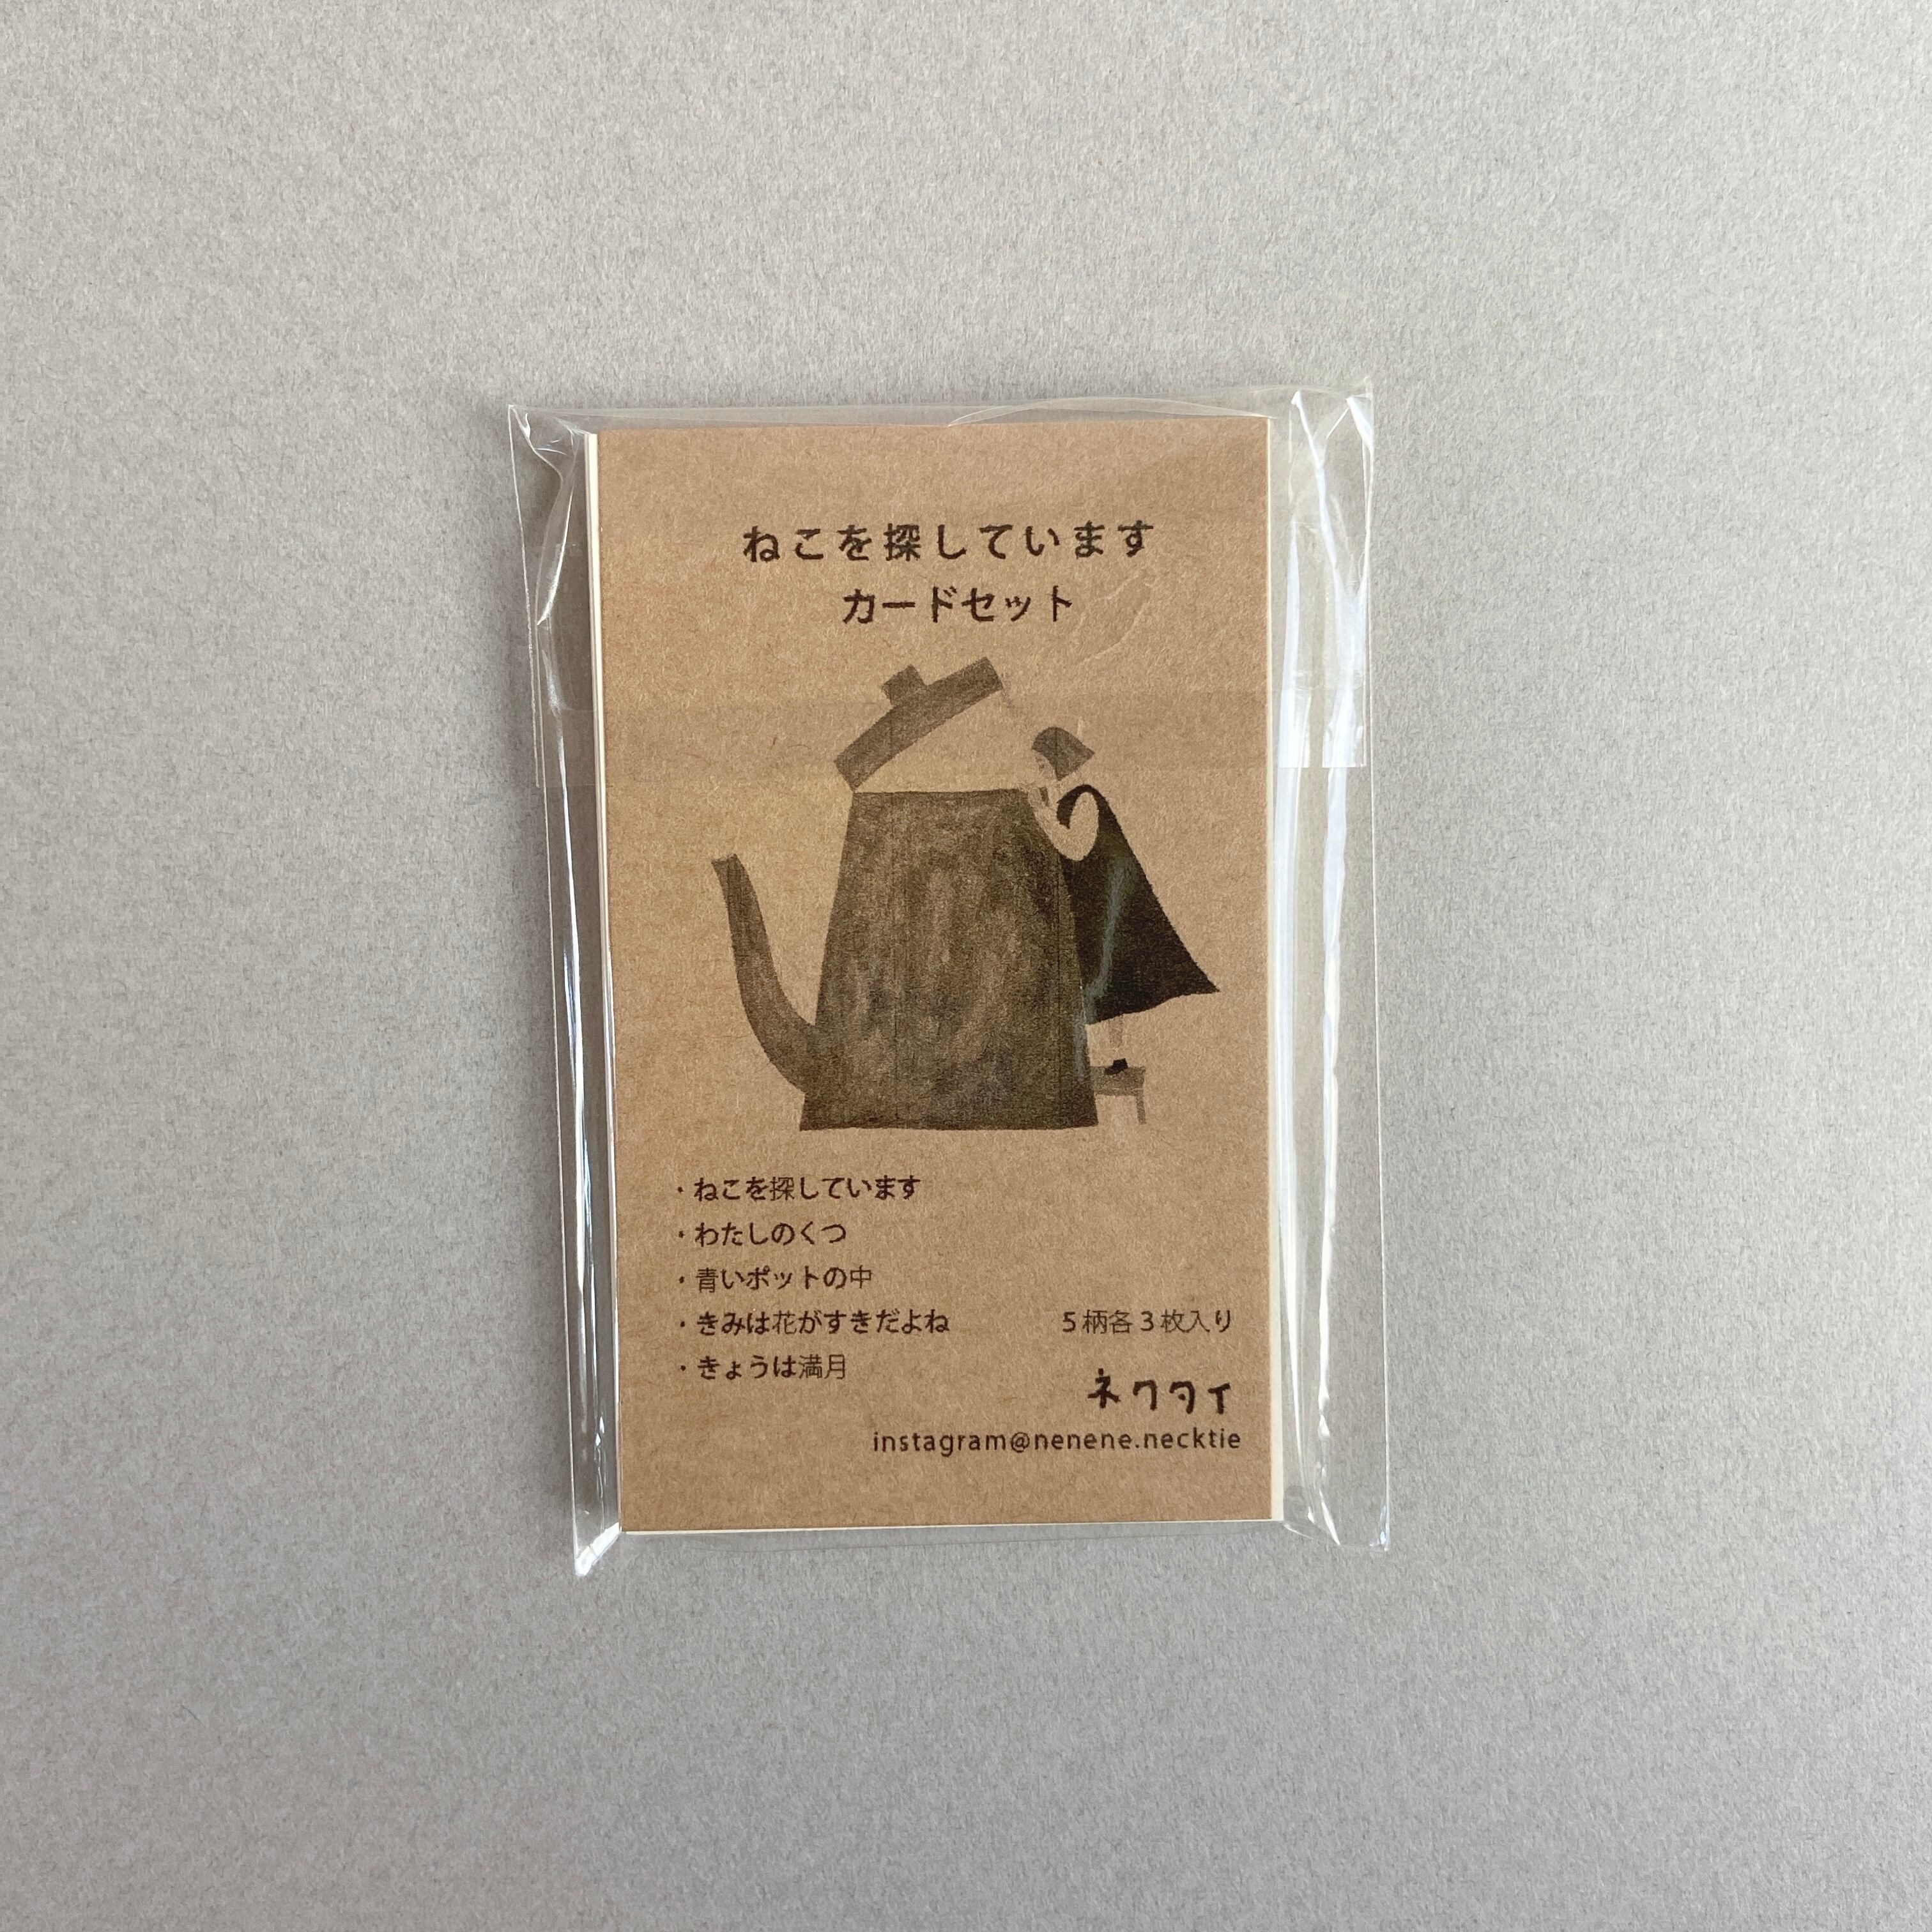 ねこを探しています
カードセット
・ねこを探しています
・わたしのくつ
・青いポットの中
・きみは花がすきだよね
・きょうは満月
5柄各3枚入り
ネクタイ
instagram@nenene.necktie